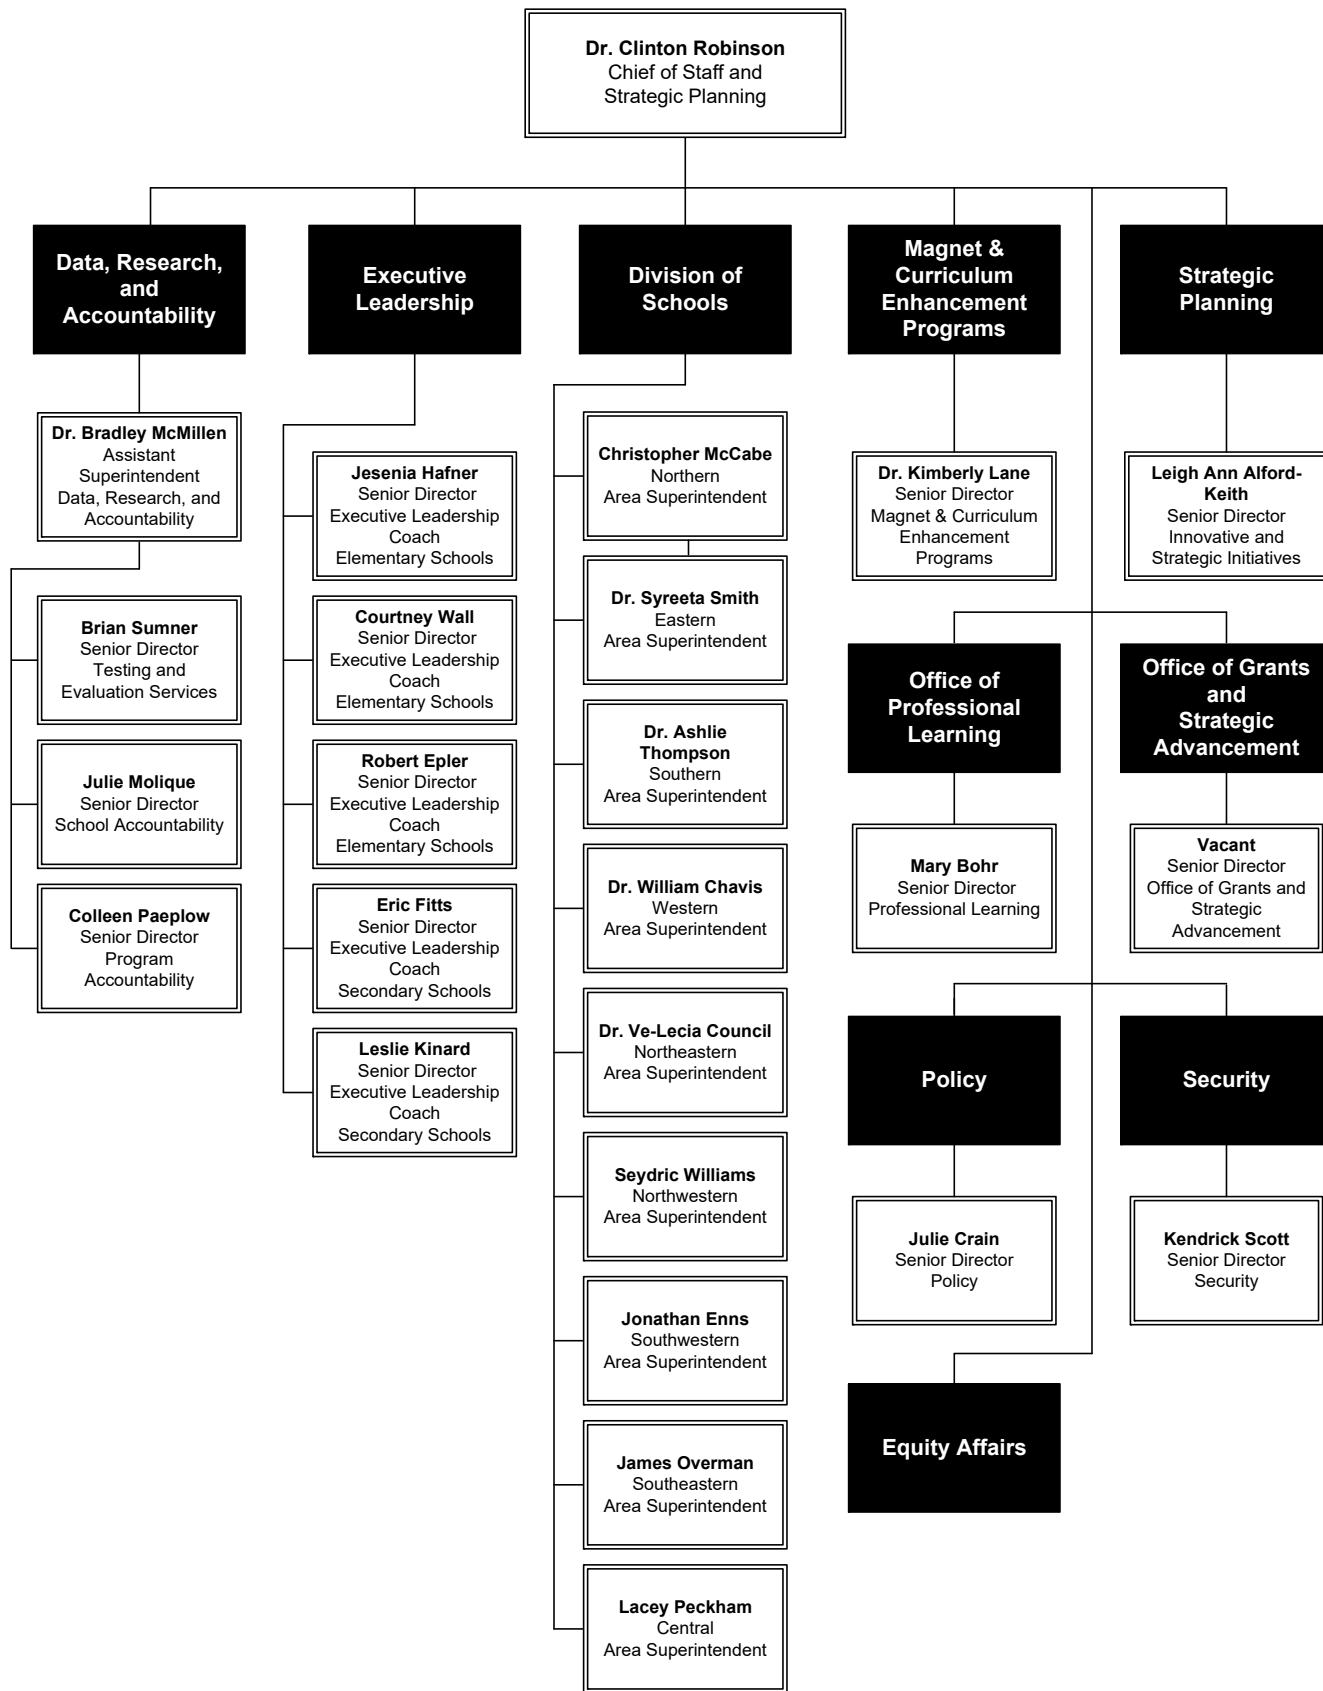 Dr. Clinton Robinson
Chief of Staff and
Strategic Planning
Data, Research,
and
Accountability
Dr. Bradley McMillen
Assistant
Superintendent
Data, Research, and
Accountability
Brian Sumner
Senior Director
Testing and
Evaluation Services
Julie Molique
Senior Director
School Accountability
Colleen Paeplow
Senior Director
Program
Accountability
Executive
Leadership
Jesenia Hafner
Senior Director
Executive Leadership
Coach
Elementary Schools
Courtney Wall
Senior Director
Executive Leadership
Coach
Elementary Schools
Robert Epler
Senior Director
Executive Leadership
Coach
Elementary Schools
Eric Fitts
Senior Director
Executive Leadership
Coach
Secondary Schools
Leslie Kinard
Senior Director
Executive Leadership
Coach
Secondary Schools
Division of
Schools
Christopher McCabe
Northern
Area Superintendent
Dr. Syreeta Smith
Eastern
Area Superintendent
Dr. Ashlie
Thompson
Southern
Area Superintendent
Dr. William Chavis
Western
Area Superintendent
Dr. Ve-Lecia Council
Northeastern
Area Superintendent
Seydric Williams
Northwestern
Area Superintendent
Jonathan Enns
Southwestern
Area Superintendent
James Overman
Southeastern
Area Superintendent
Lacey Peckham
Central
Area Superintendent
Magnet &
Curriculum
Enhancement
Programs
Dr. Kimberly Lane
Senior Director
Magnet & Curriculum
Enhancement
Programs
Strategic
Planning
Leigh Ann Alford-
Keith
Senior Director
Innovative and
Strategic Initiatives
Office of
Professional
Learning
Mary Bohr
Senior Director
Professional Learning
Office of Grants
and
Strategic
Advancement
Vacant
Senior Director
Office of Grants and
Strategic
Advancement
Policy
Julie Crain
Senior Director
Policy
Security
Kendrick Scott
Senior Director
Security
Equity Affairs